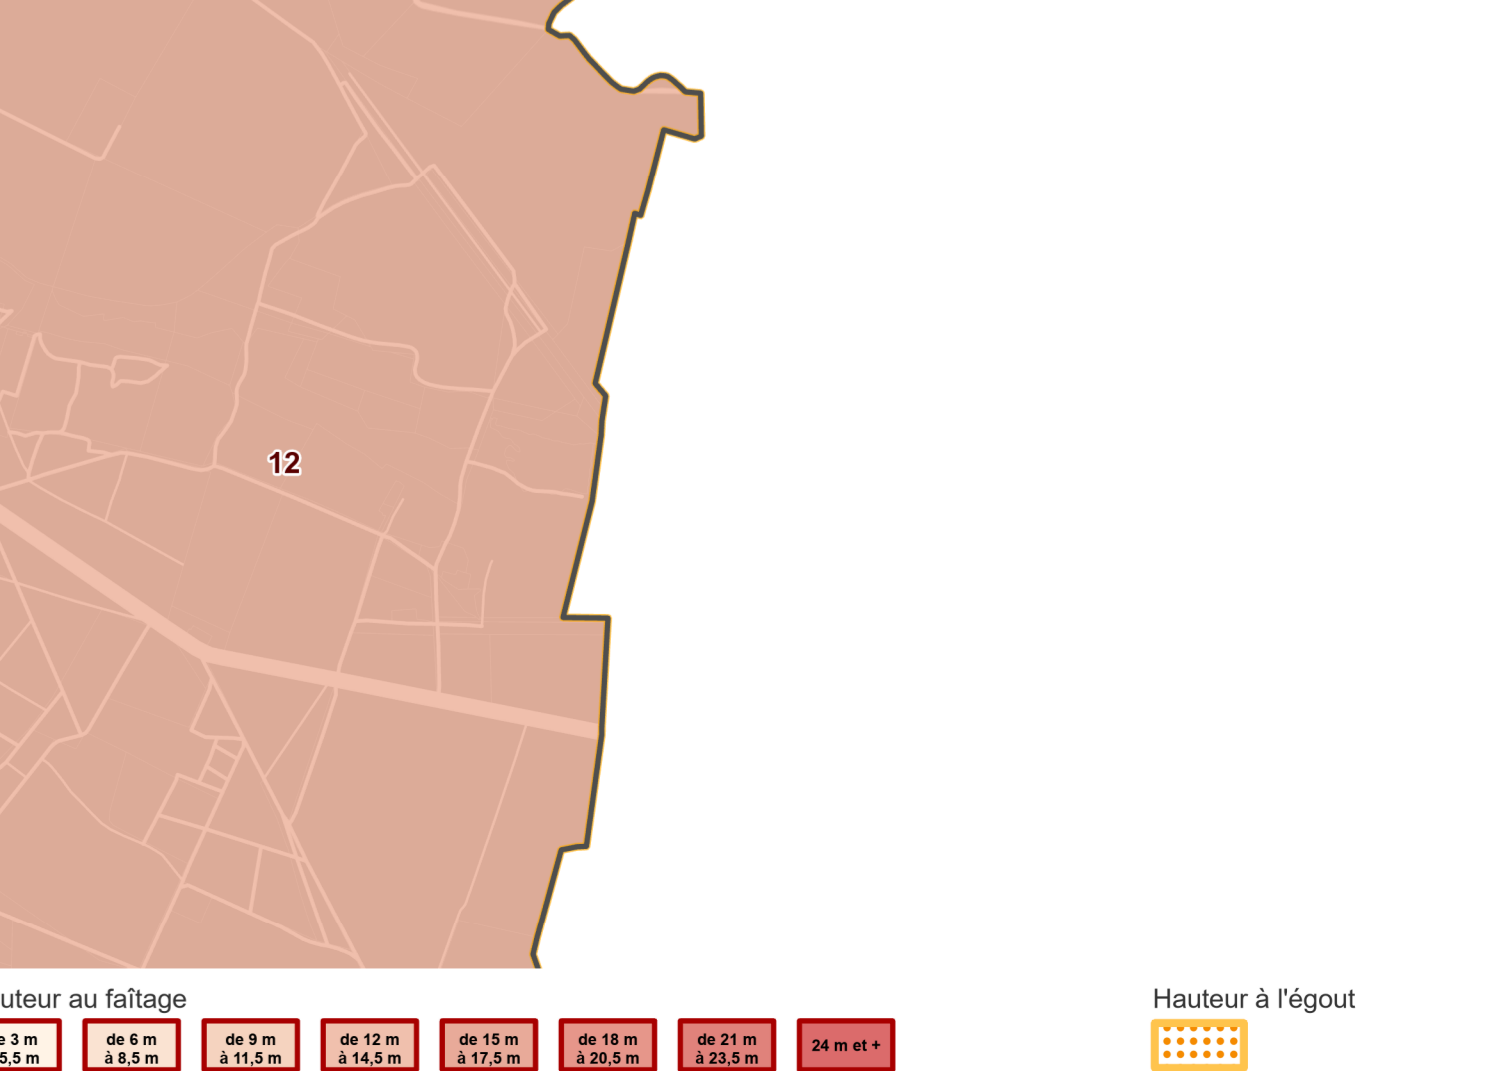 12
uteur au faîtage
Hauteur à l'égout
e 3 m
5,5 m
de 6 m
à 8,5 m
de 9 m
à 11,5 m
de 12 m
à 14,5 m
de 15 m
à 17,5 m
de 18 m
à 20,5 m
de 21 m
à 23,5 m
24 m et +